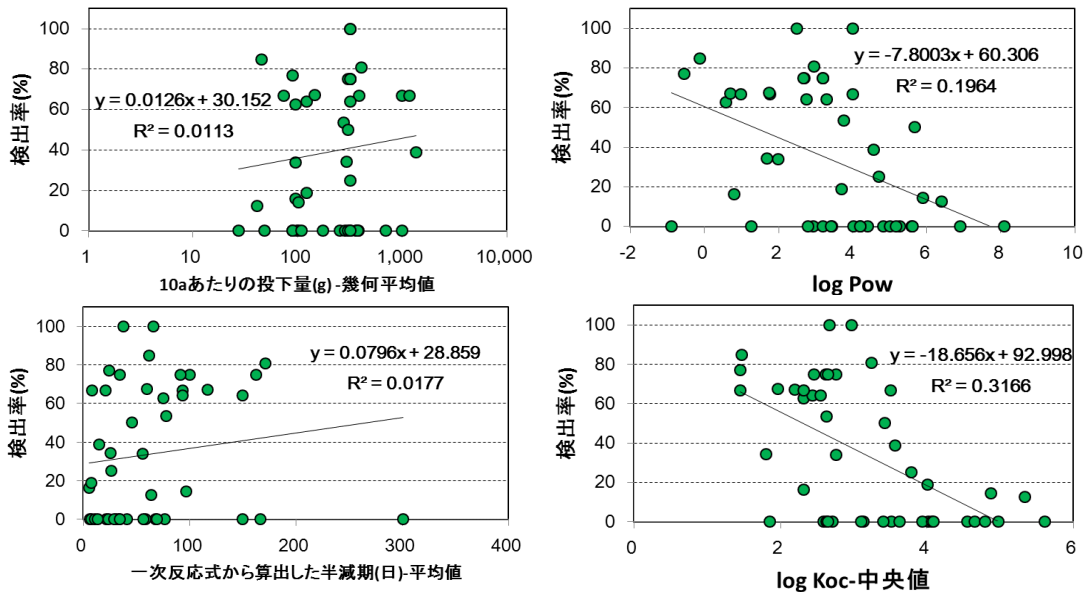 検出率(%)
100
80
60
40
20
0
y = 0.0126x + 30.152
R² = 0.0113
1
10
100
1,000
10,000
10aあたりの投下量(g) -幾何平均値
検出率(%)
100
80
60
40
20
0
y = -7.8003x + 60.306
R² = 0.1964
-2
0
2
4
6
8
10
log Pow
検出率(%)
100
80
60
40
20
0
y = 0.0796x + 28.859
R² = 0.0177
0
100
200
300
400
一次反応式から算出した半減期(日)-平均値
検出率(%)
100
80
60
40
20
0
y = -18.656x + 92.998
R² = 0.3166
0
2
4
6
log Koc-中央値